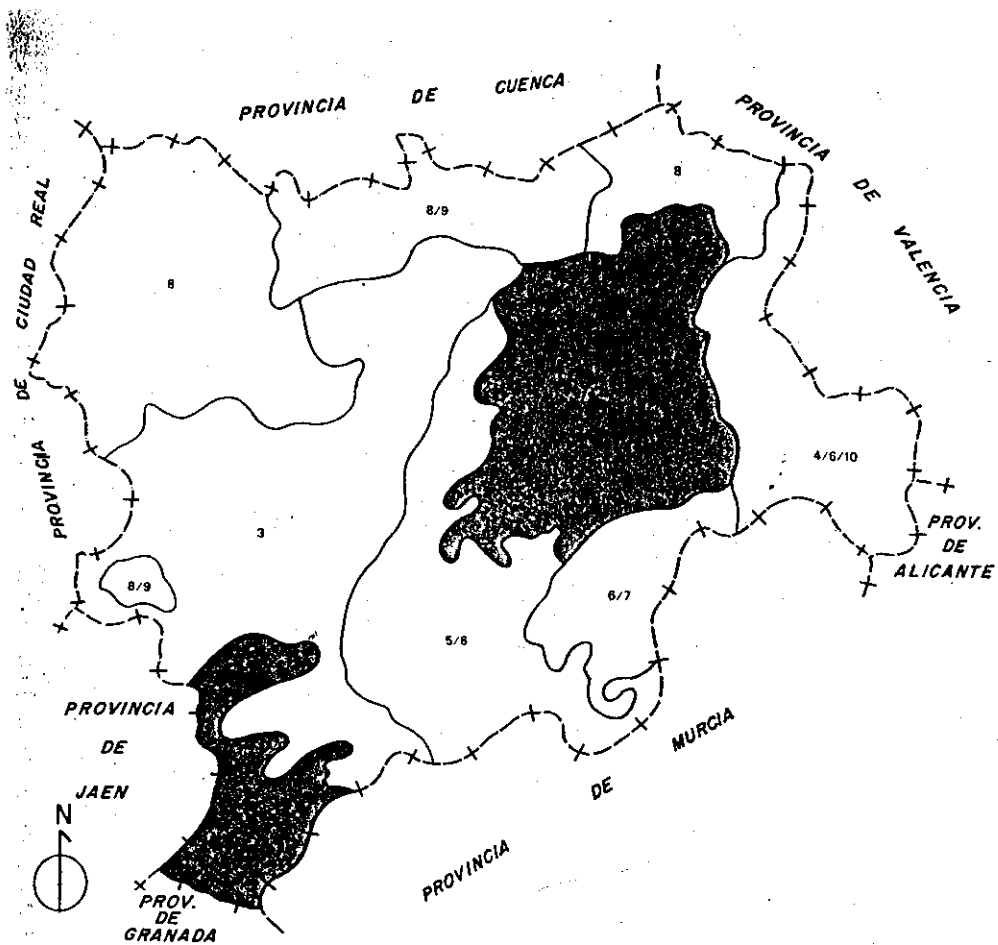 PROVINCIA DE CUENCA
PROVINCIA
DE VALENCIA
PROVINCIA DE CIUDAD REAL
8
8/9
8
4/6/10
3
8/9
6/7
5/6
PROV.
DE
ALICANTE
PROVINCIA
DE
JAEN
N
PROVINCIA DE MURCIA
PROV.
DE
GRANADA